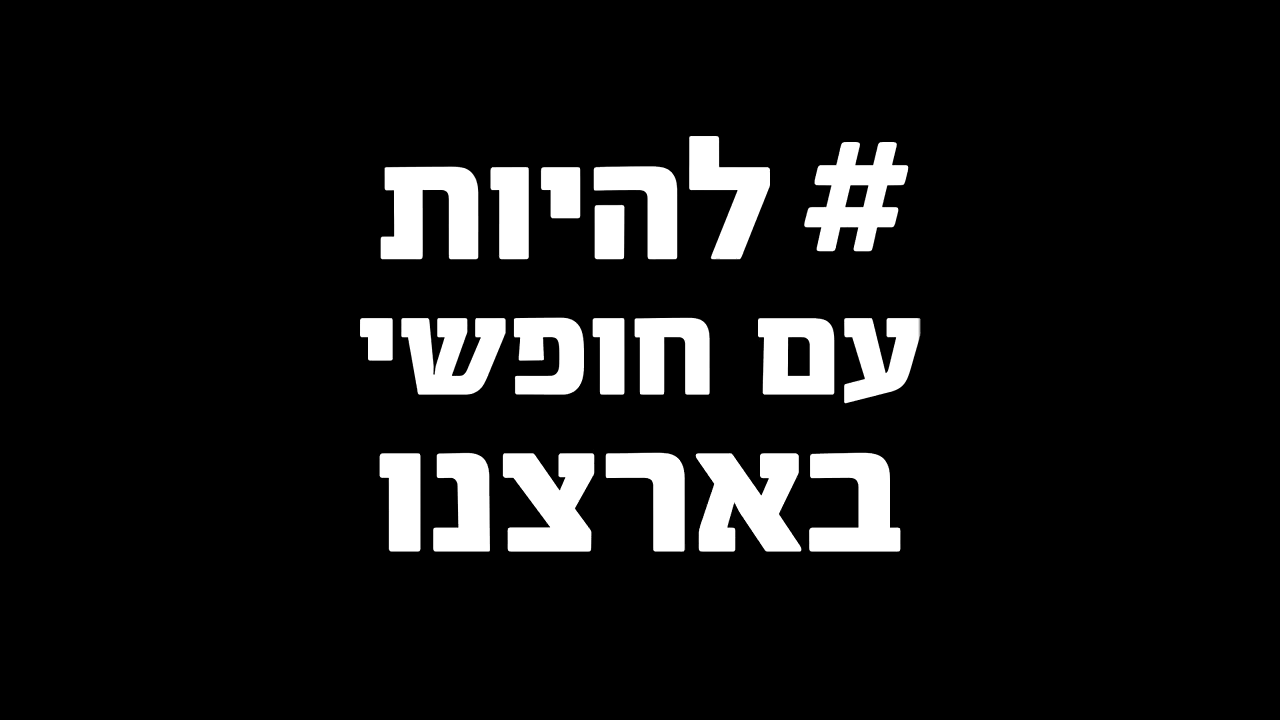 # להיות
עם חופשי
בארצנו